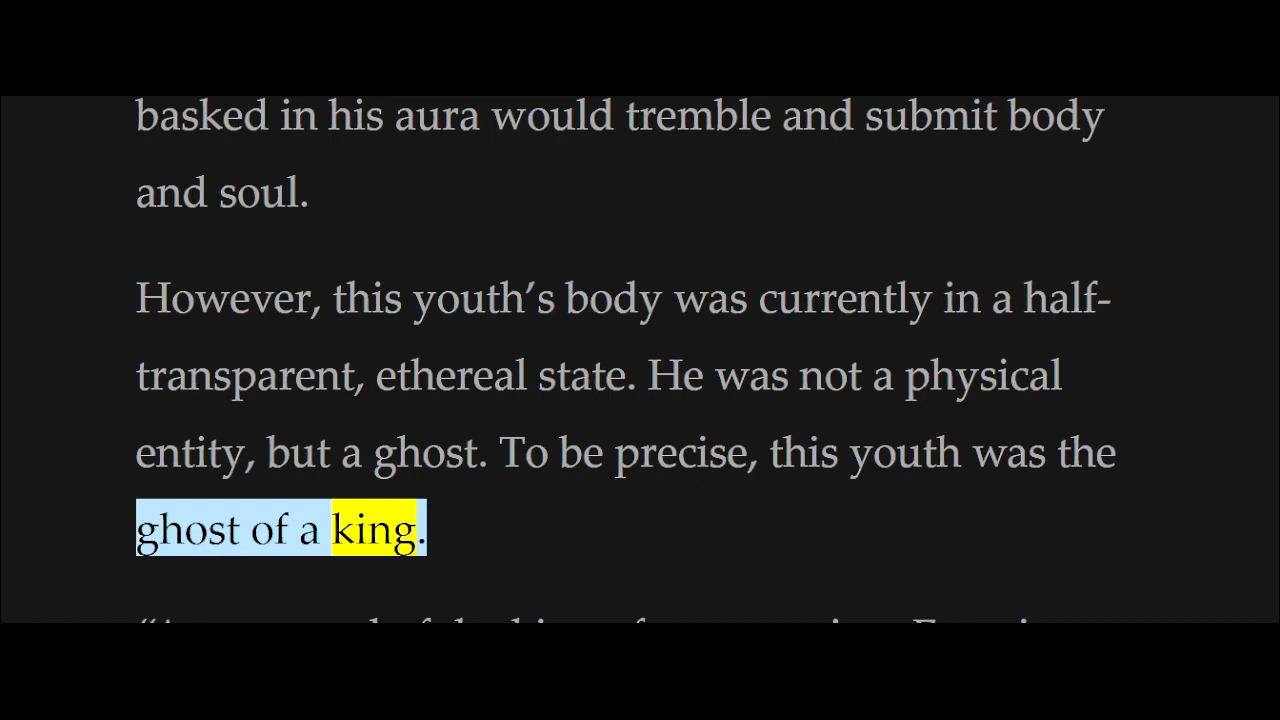 basked in his aura would tremble and submit body
and soul.
However, this youth’s body was currently in a half-
transparent, ethereal state. He was not a physical
entity, but a ghost. To be precise, this youth was the
ghost of a king.